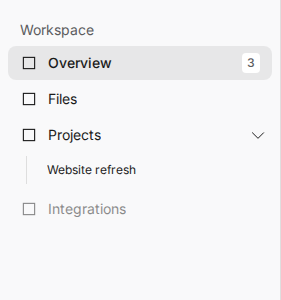 Workspace
Overview 3
Files
Projects
Website refresh
Integrations